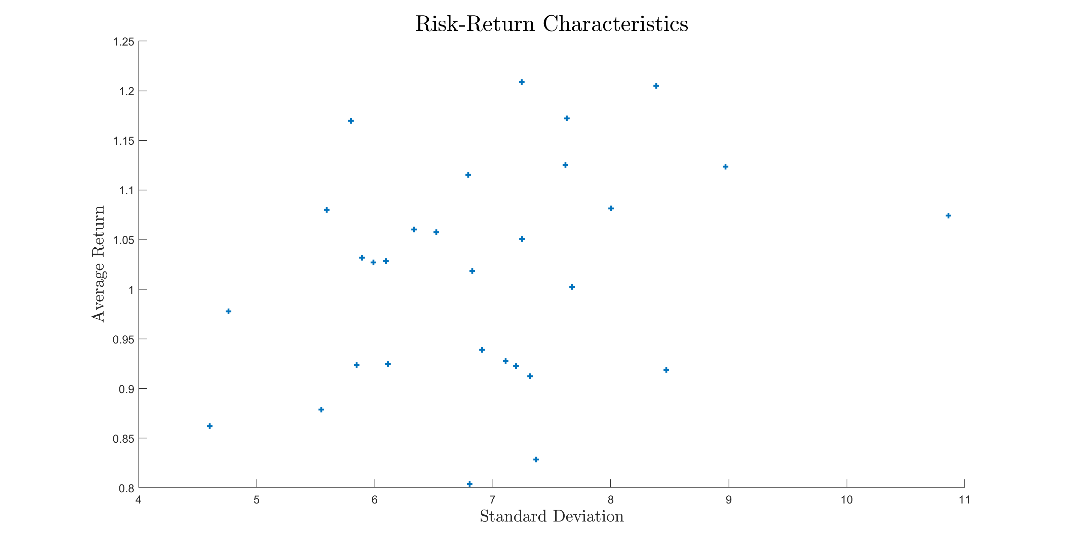 Risk-Return Characteristics
1.25
1.2
1.15
1.1
1.05
1
0.95
0.9
0.85
0.8
Average Return
4 5 6 7 8 9 10 11
Standard Deviation